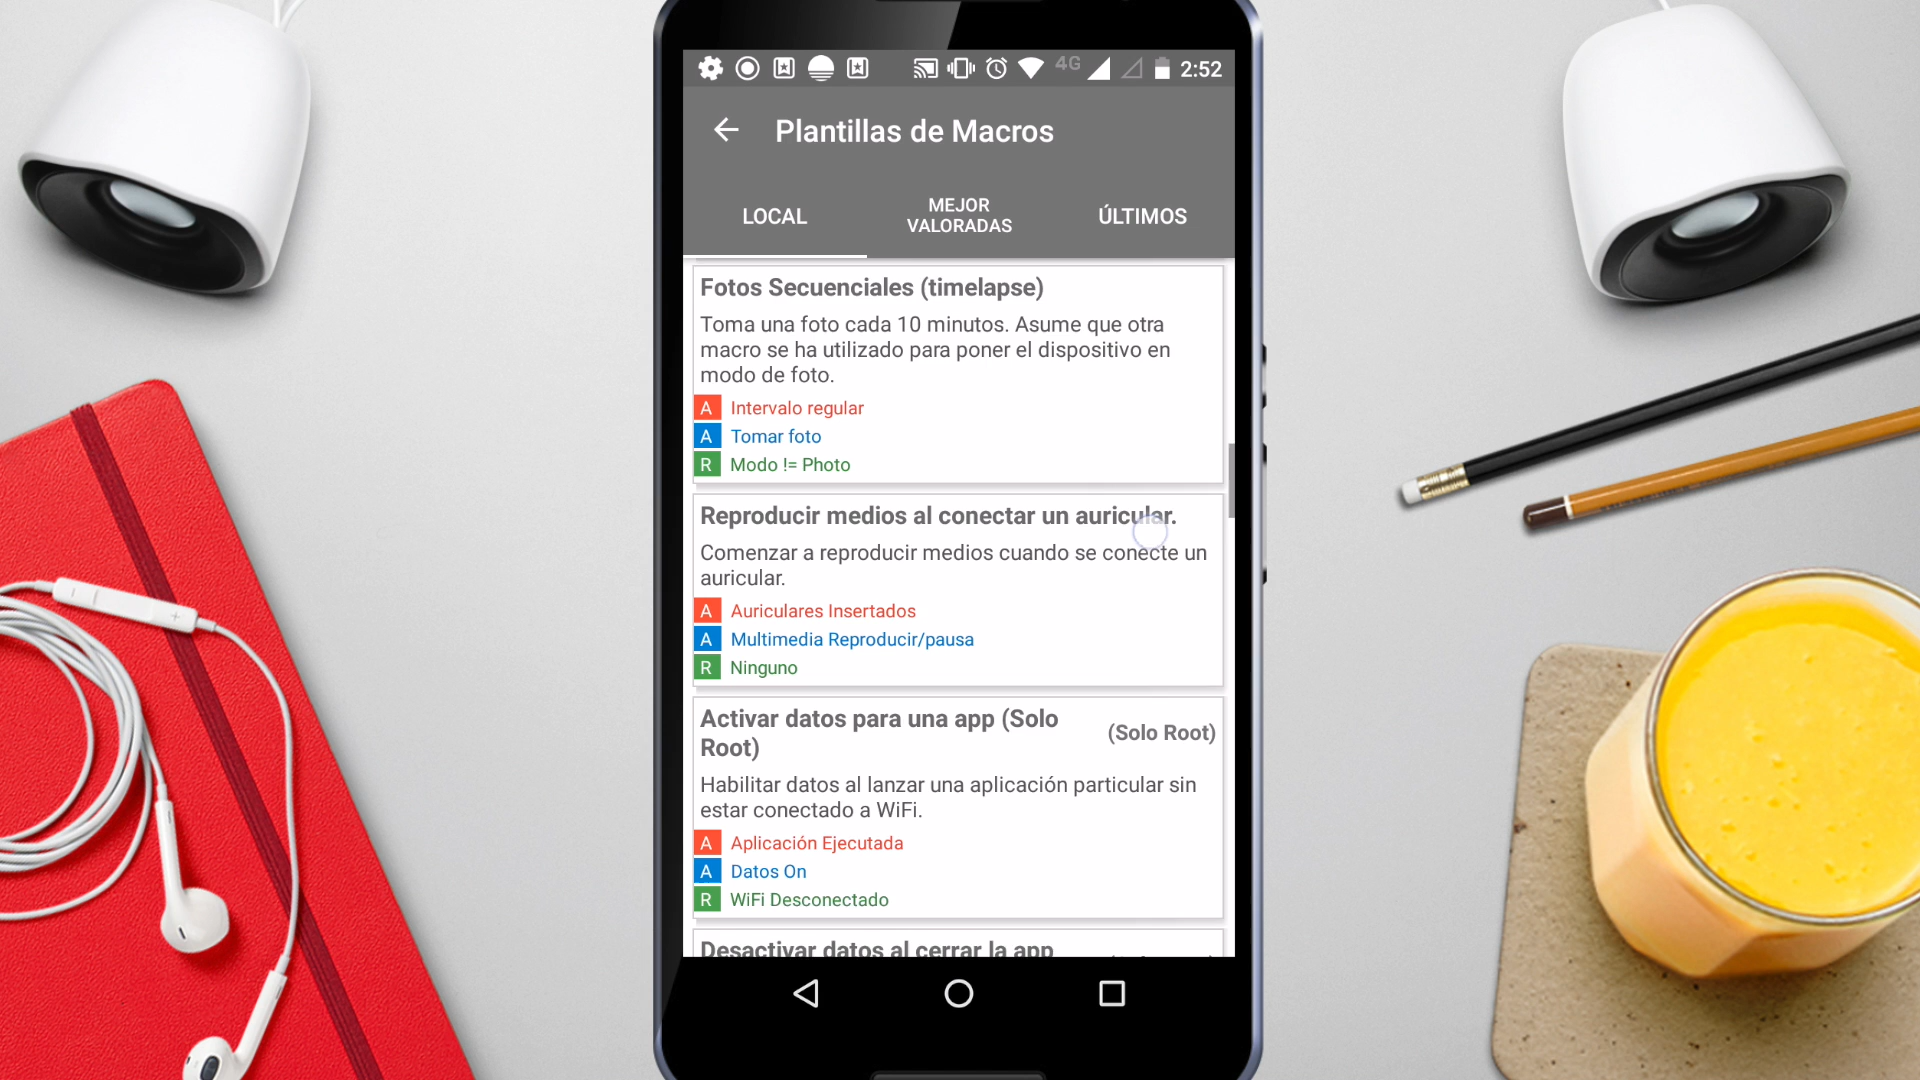 4G 2:52
Plantillas de Macros
LOCAL
MEJOR
VALORADAS
ÚLTIMOS
Fotos Secuenciales (timelapse)
Toma una foto cada 10 minutos. Asume que otra
macro se ha utilizado para poner el dispositivo en
modo de foto.
A Intervalo regular
A Tomar foto
R Modo != Photo
Reproducir medios al conectar un auricular.
Comenzar a reproducir medios cuando se conecte un
auricular.
A Auriculares Insertados
A Multimedia Reproducir/pausa
R Ninguno
Activar datos para una app (Solo
Root)
(Solo Root)
Habilitar datos al lanzar una aplicación particular sin
estar conectado a WiFi.
A Aplicación Ejecutada
A Datos On
R WiFi Desconectado
Desactivar datos al cerrar la app